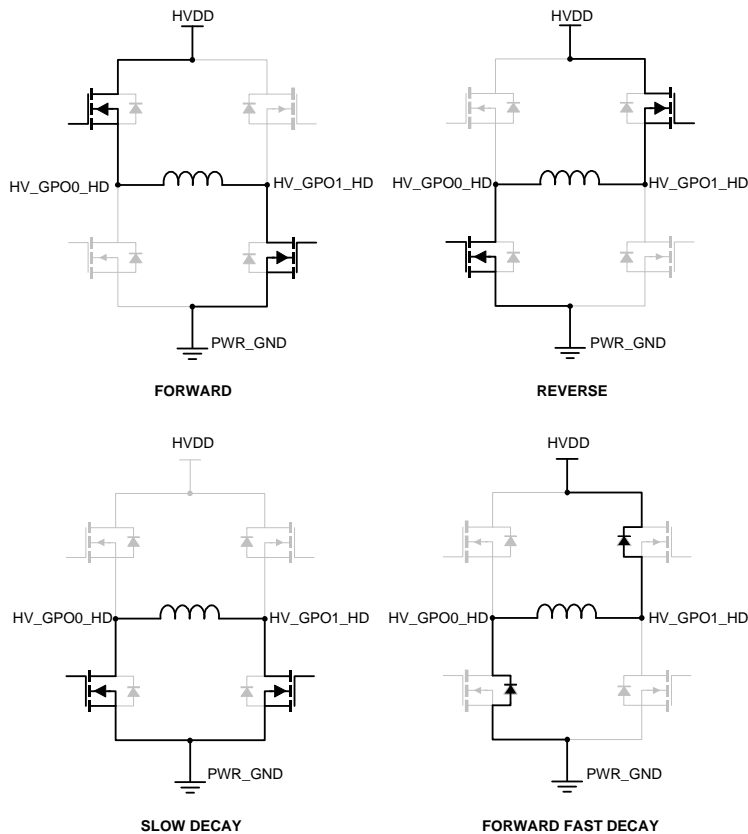 HVDD
HVDD
HV_GPO0_HD
HV_GPO1_HD
HV_GPO0_HD
HV_GPO1_HD
PWR_GND
PWR_GND
FORWARD
REVERSE
HVDD
HVDD
HV_GPO0_HD
HV_GPO1_HD
HV_GPO0_HD
HV_GPO1_HD
PWR_GND
PWR_GND
SLOW DECAY
FORWARD FAST DECAY